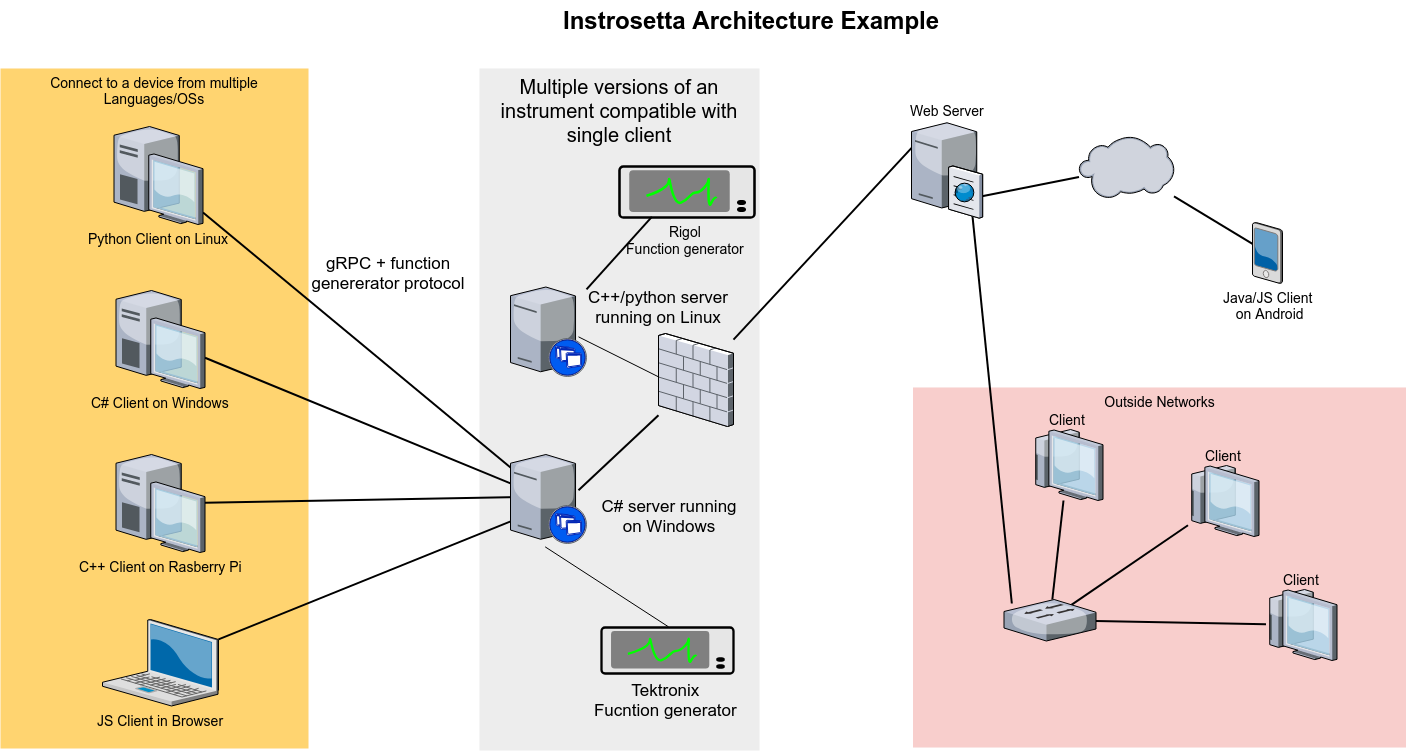 Instrosetta Architecture Example
Connect to a device from multiple
Languages/OSs
Python Client on Linux
C# Client on Windows
C++ Client on Rasberry Pi
JS Client in Browser
gRPC + function
genererator protocol
Multiple versions of an
instrument compatible with
single client
Rigol
Function generator
C++/python server
running on Linux
C# server running
on Windows
Tektronix
Fucntion generator
Web Server
Java/JS Client
on Android
Outside Networks
Client
Client
Client